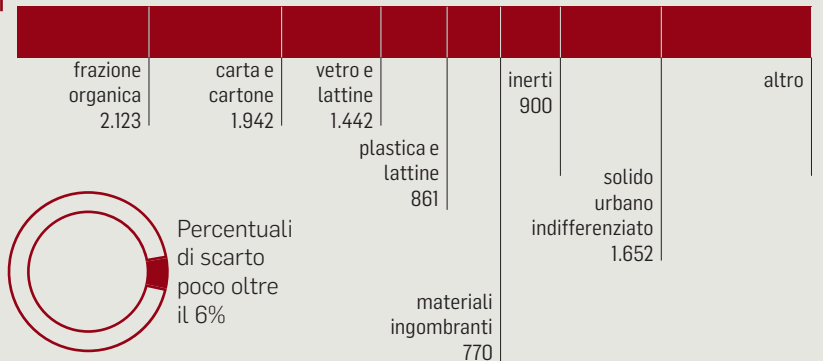 frazione
organica
2.123
carta e
cartone
1.942
vetro e
lattine
1.442
plastica e
lattine
861
materiali
ingombranti
770
inerti
900
solido
urbano
indifferenziato
1.652
altro
Percentuali
di scarto
poco oltre
il 6%